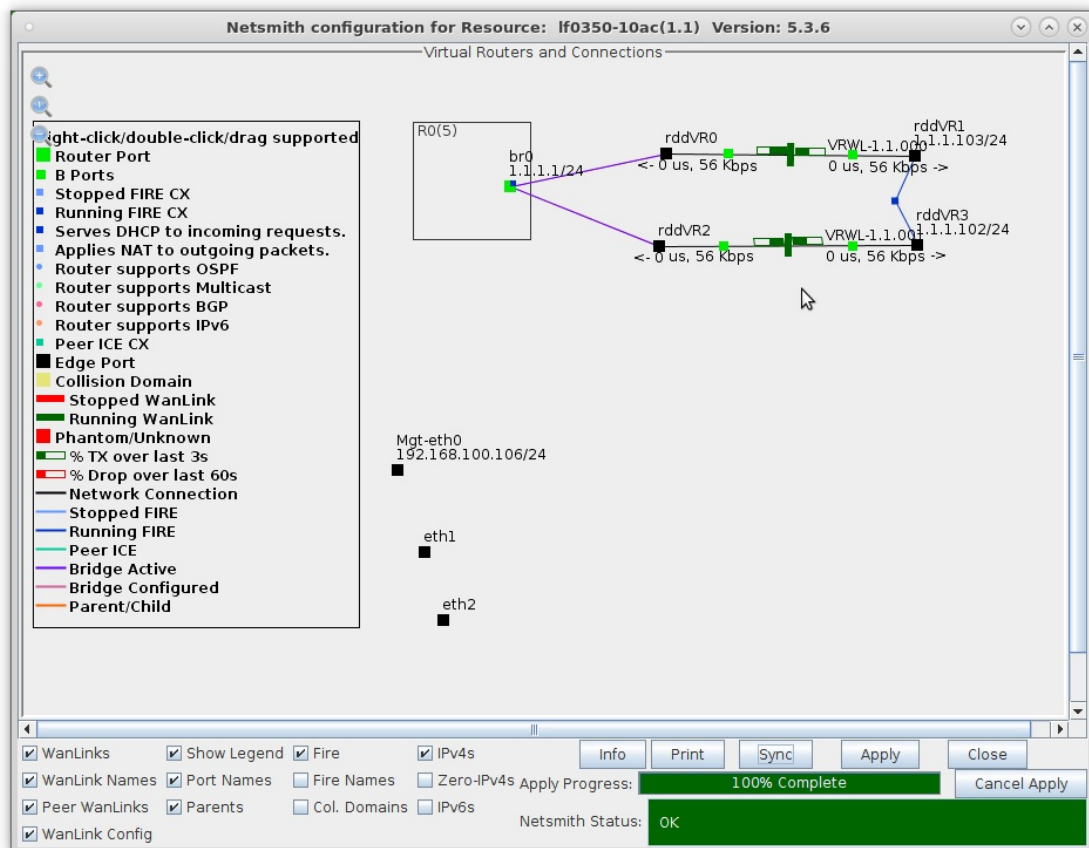 Netsmith configuration for Resource: lf0350-10ac(1.1) Version: 5.3.6
Virtual Routers and Connections
ight-click/double-click/drag supported
Router Port
B Ports
Stopped FIRE CX
Running FIRE CX
Serves DHCP to incoming requests.
Applies NAT to outgoing packets.
Router supports OSPF
Router supports Multicast
Router supports BGP
Router supports IPv6
Peer ICE CX
Edge Port
Collision Domain
Stopped WanLink
Running WanLink
Phantom/Unknown
% TX over last 3s
% Drop over last 60s
Network Connection
Stopped FIRE
Running FIRE
Peer ICE
Bridge Active
Bridge Configured
Parent/Child
R0(5)
br0
1.1.1.1/24
rddVR0
<- 0 us, 56 Kbps
VRWL-1.1.000
0 us, 56 Kbps ->
rddVR1
1.1.1.103/24
rddVR2
<- 0 us, 56 Kbps
VRWL-1.1.001
0 us, 56 Kbps ->
rddVR3
1.1.1.102/24
Mgt-eth0
192.168.100.106/24
eth1
eth2
WanLinks Show Legend Fire IPv4s Info Print Sync Apply Close
WanLink Names Port Names Fire Names Zero-IPv4s Apply Progress: 100% Complete Cancel Apply
Peer WanLinks Parents Col. Domains IPv6s
Netsmith Status: OK
WanLink Config